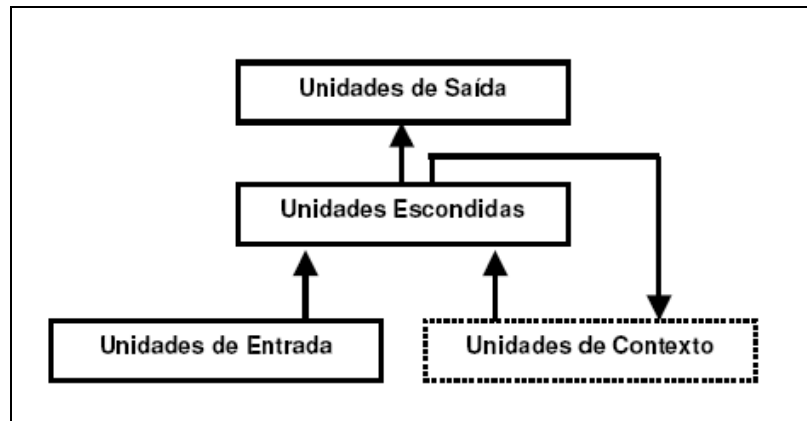 Unidades de Saída
Unidades Escondidas
Unidades de Entrada
Unidades de Contexto